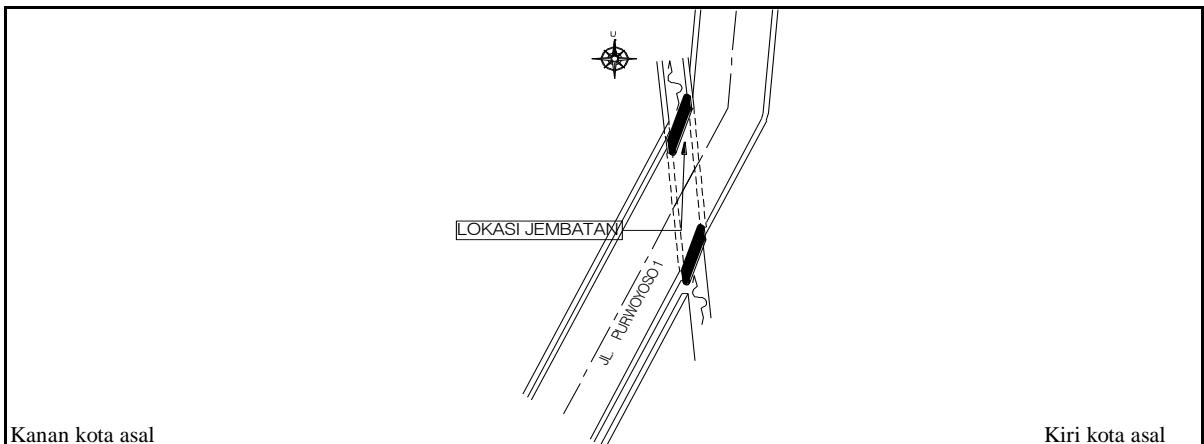 U
LOKASI JEMBATAN
JL. PURWOYOSO 1
Kanan kota asal
Kiri kota asal